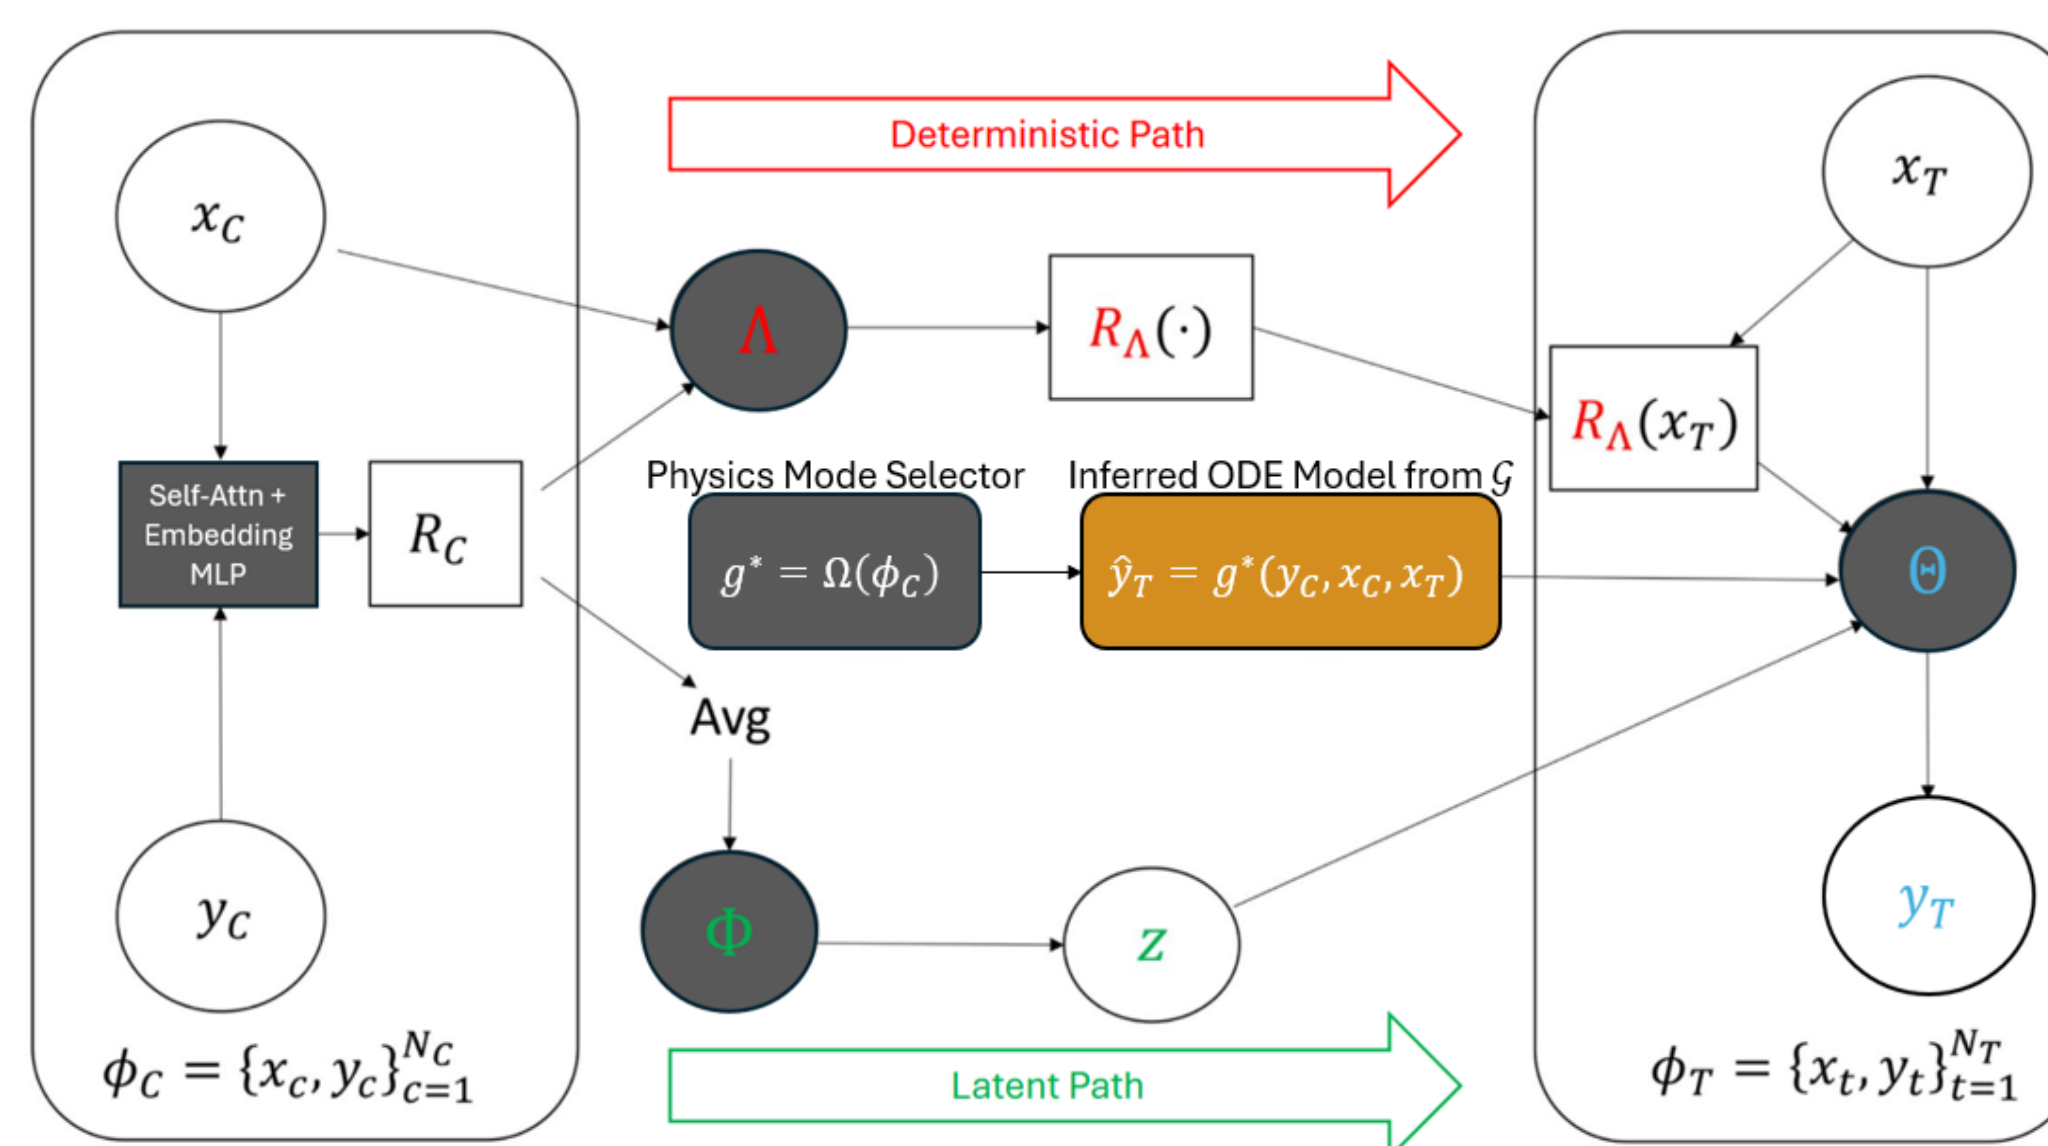 Deterministic Path
x_C
x_T
Λ
R_Λ(·)
R_Λ(x_T)
Self-Attn +
Embedding
MLP
R_C
Physics Mode Selector
Inferred ODE Model from 𝒢
g* = Ω(ϕ_C)
ŷ_T = g*(y_C, x_C, x_T)
Θ
Avg
y_C
Φ
z
y_T
ϕ_C = {x_c, y_c}_{c=1}^{N_C}
Latent Path
ϕ_T = {x_t, y_t}_{t=1}^{N_T}